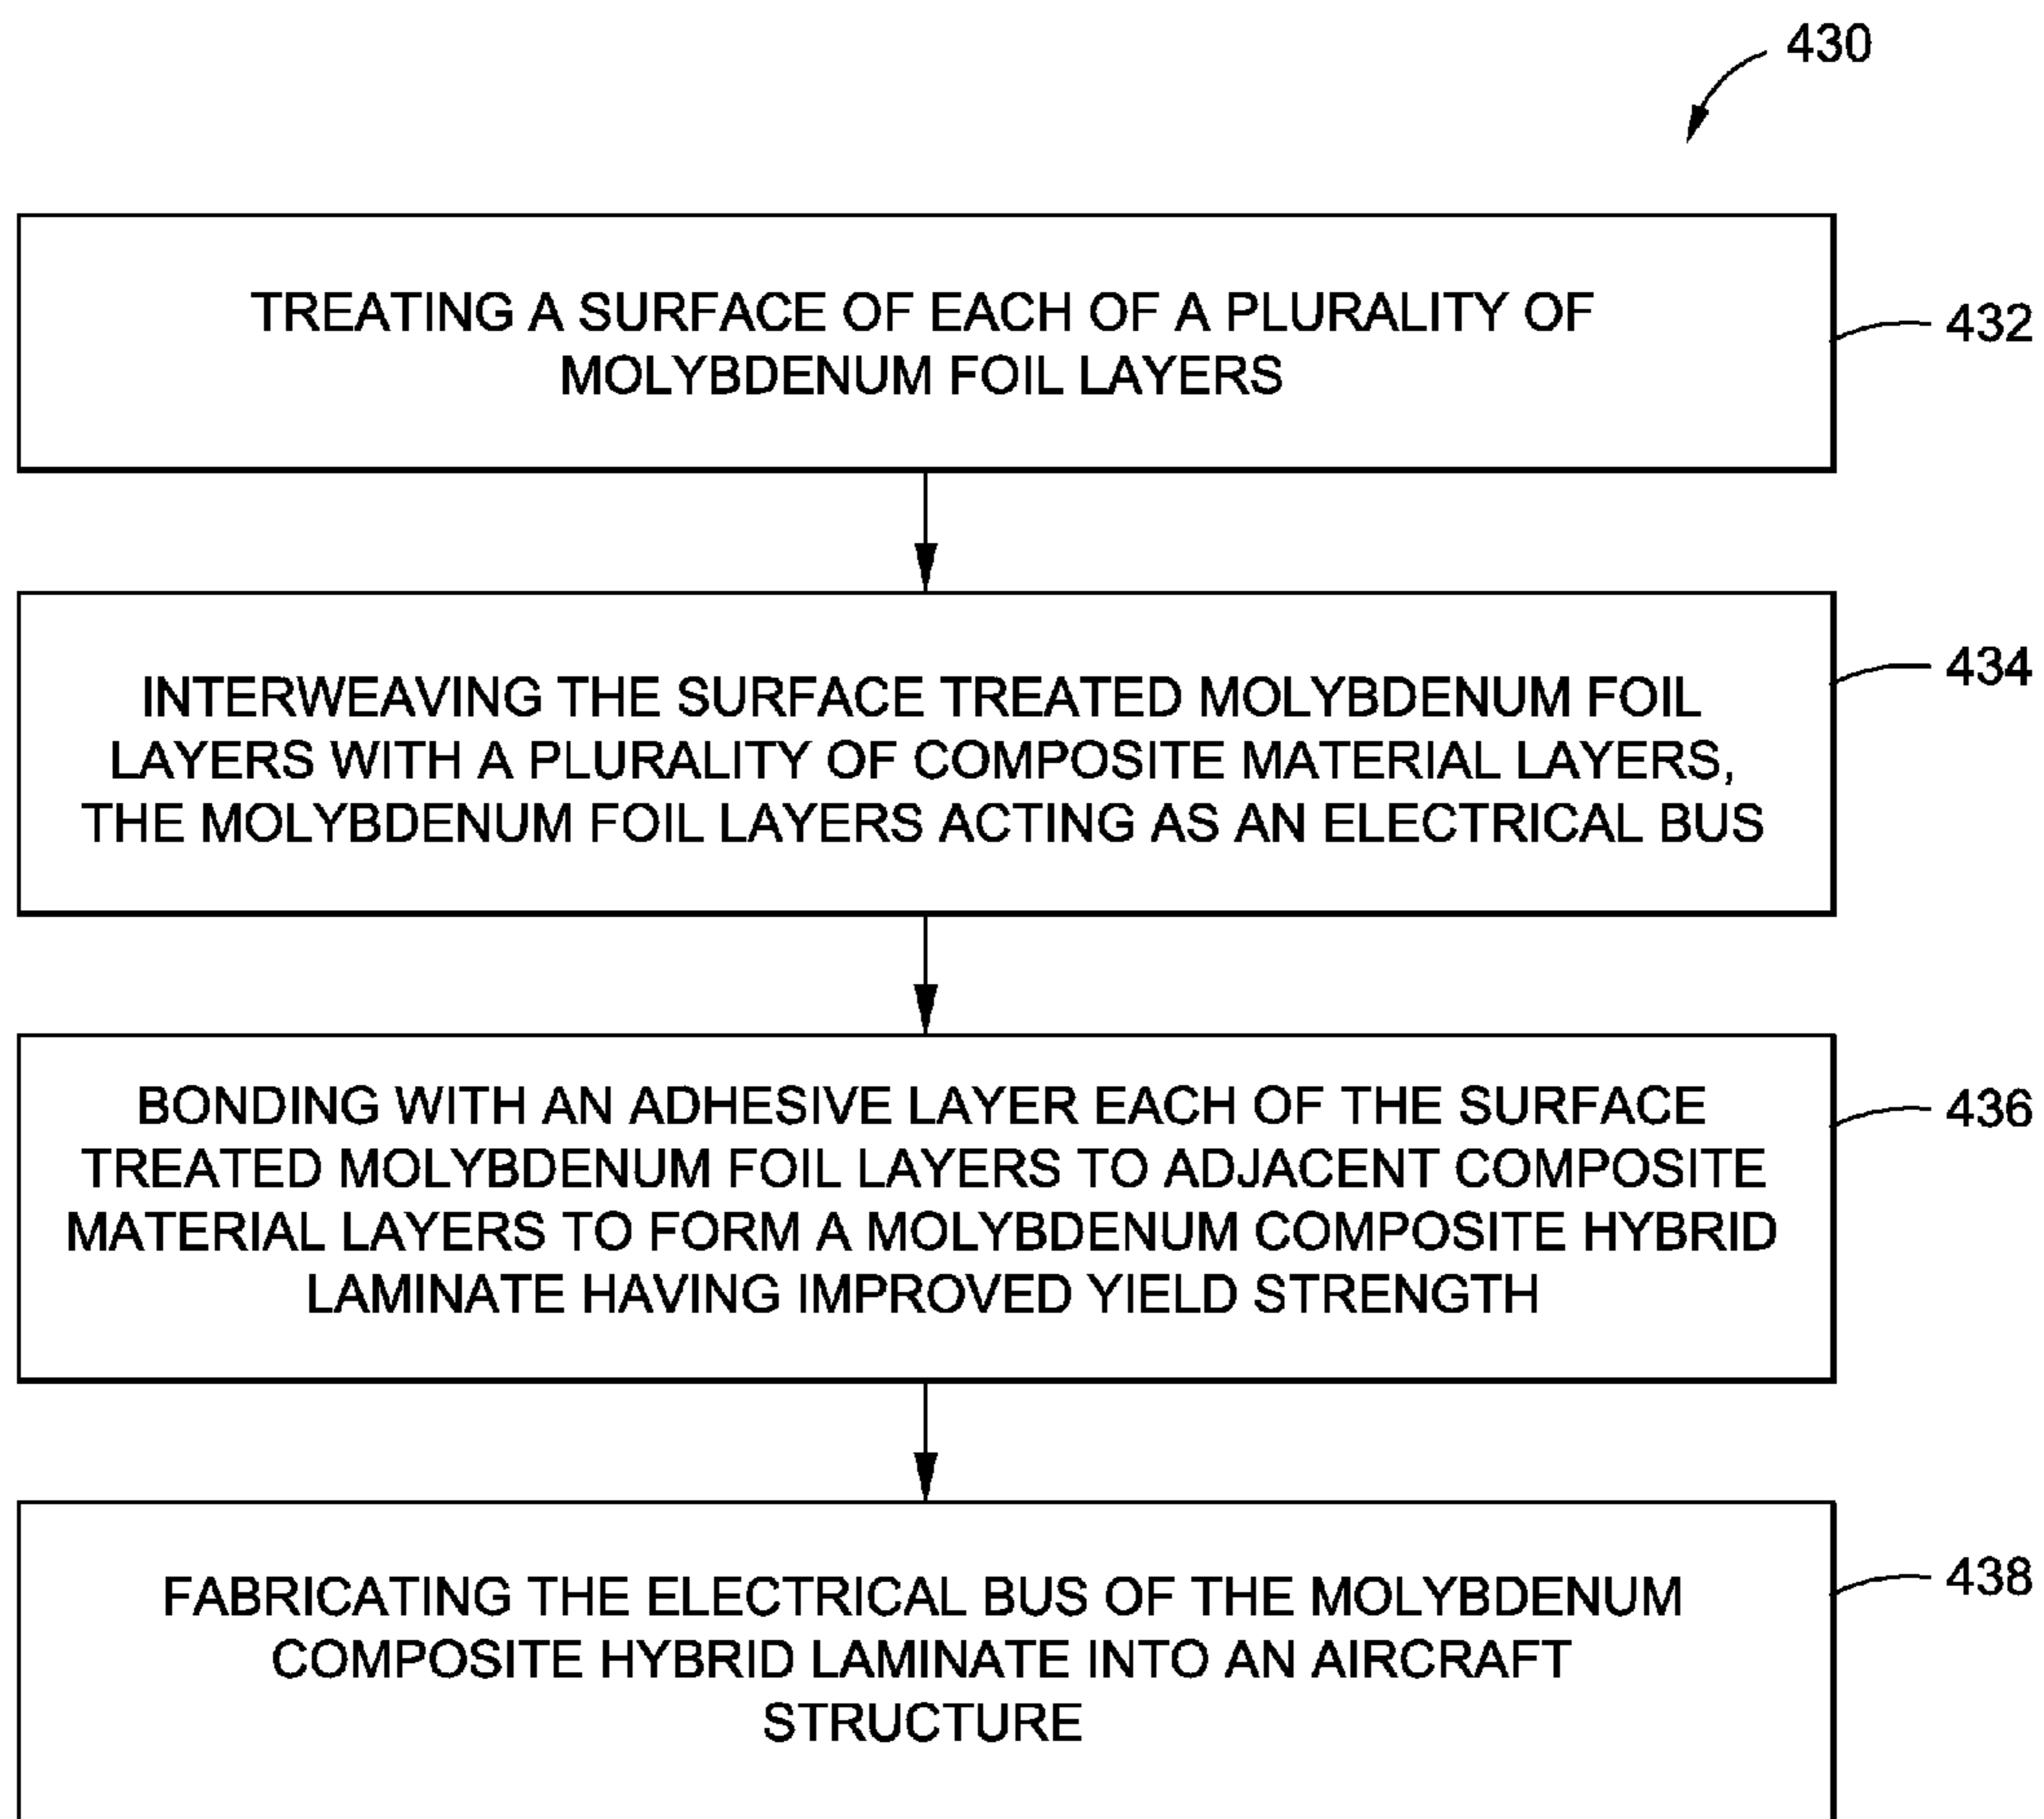 430
TREATING A SURFACE OF EACH OF A PLURALITY OF
MOLYBDENUM FOIL LAYERS
432
INTERWEAVING THE SURFACE TREATED MOLYBDENUM FOIL
LAYERS WITH A PLURALITY OF COMPOSITE MATERIAL LAYERS,
THE MOLYBDENUM FOIL LAYERS ACTING AS AN ELECTRICAL BUS
434
BONDING WITH AN ADHESIVE LAYER EACH OF THE SURFACE
TREATED MOLYBDENUM FOIL LAYERS TO ADJACENT COMPOSITE
MATERIAL LAYERS TO FORM A MOLYBDENUM COMPOSITE HYBRID
LAMINATE HAVING IMPROVED YIELD STRENGTH
436
FABRICATING THE ELECTRICAL BUS OF THE MOLYBDENUM
COMPOSITE HYBRID LAMINATE INTO AN AIRCRAFT
STRUCTURE
438